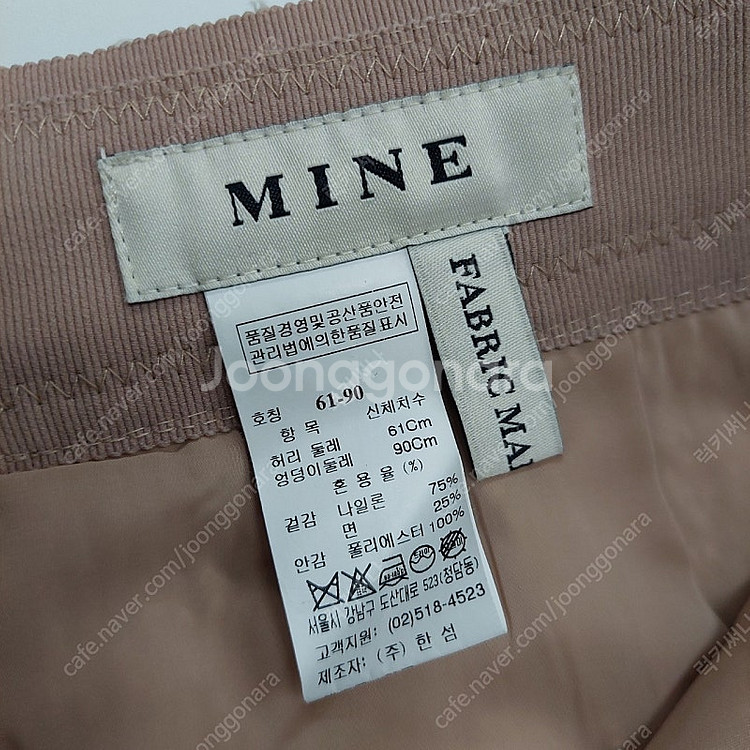 MINE
FABRIC MA
품질경영및공산품안전
관리법에의한품질표시
호칭 61-90
항 목 신체치수
허리 둘레 61Cm
엉덩이둘레 90Cm
혼 용 율 (%)
겉감 나일론 75%
면 25%
안감 폴리에스터 100%
서울시 강남구 도산대로 523(청담동)
고객지원: (02)518-4523
제조자: (주) 한 섬
Joonggonara
cafe.naver.com/joonggonara
럭키씨